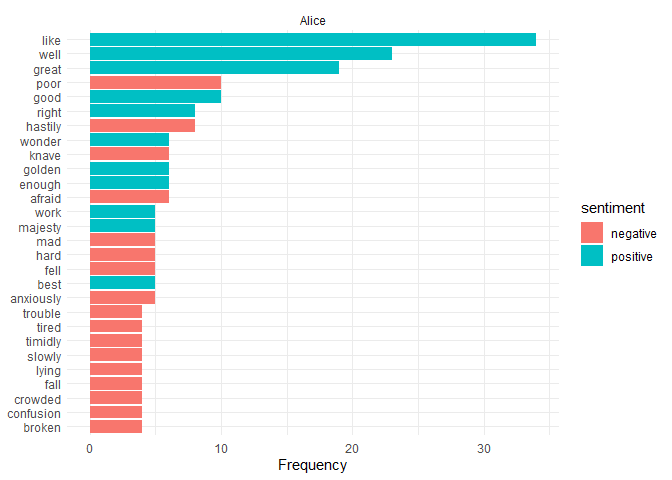 Alice
like
well
great
poor
good
right
hastily
wonder
knave
golden
enough
afraid
work
majesty
mad
hard
fell
best
anxiously
trouble
tired
timidly
slowly
lying
fall
crowded
confusion
broken
0 10 20 30
Frequency
sentiment
negative
positive